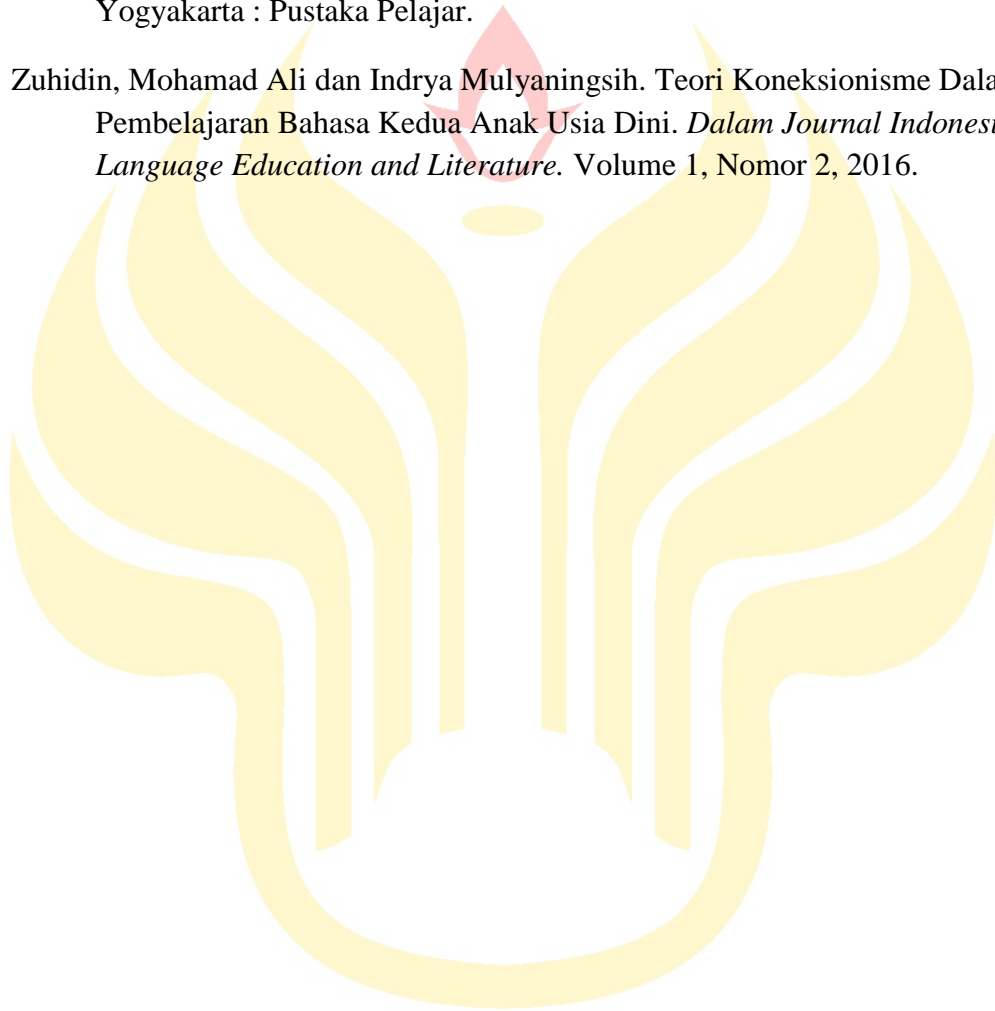 Yogyakarta : Pustaka Pelajar.
Zuhidin, Mohamad Ali dan Indrya Mulyaningsih. Teori Koneksionisme Dala
Pembelajaran Bahasa Kedua Anak Usia Dini. Dalam Journal Indonesi
Language Education and Literature. Volume 1, Nomor 2, 2016.